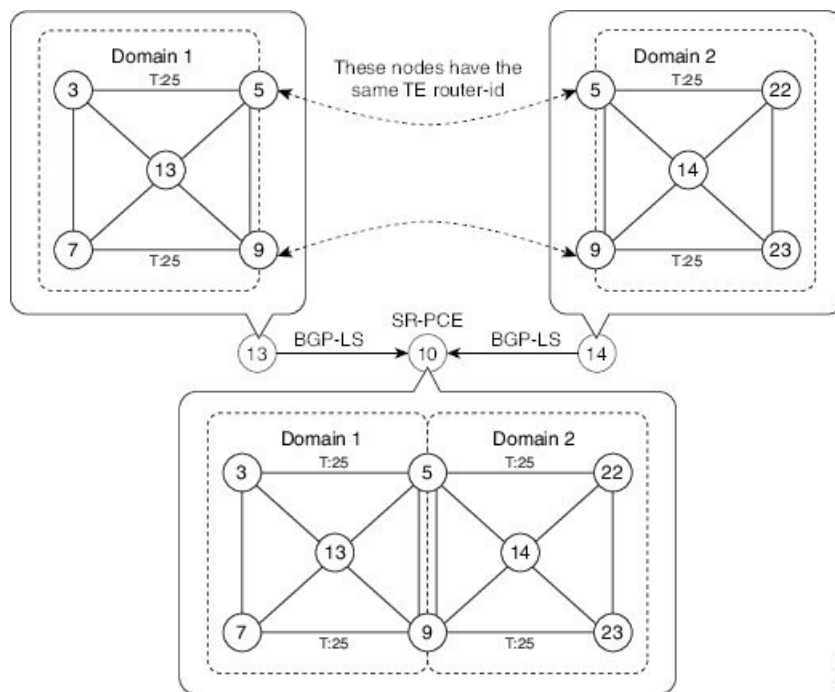 Domain 1
T:25
3
5
13
7
9
T:25
These nodes have the
same TE router-id
Domain 2
T:25
5
22
14
9
23
T:25
SR-PCE
13
BGP-LS
10
BGP-LS
14
Domain 1
Domain 2
T:25
T:25
3
5
22
13
14
7
9
23
T:25
T:25